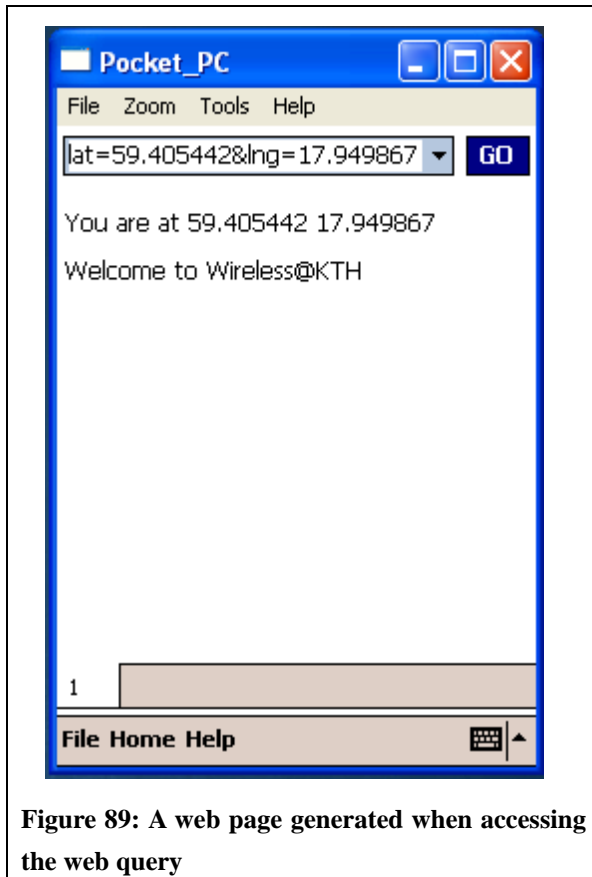 Pocket_PC
File Zoom Tools Help
lat=59.405442&lng=17.949867 GO
You are at 59.405442 17.949867
Welcome to Wireless@KTH
1
File Home Help
Figure 89: A web page generated when accessing
the web query